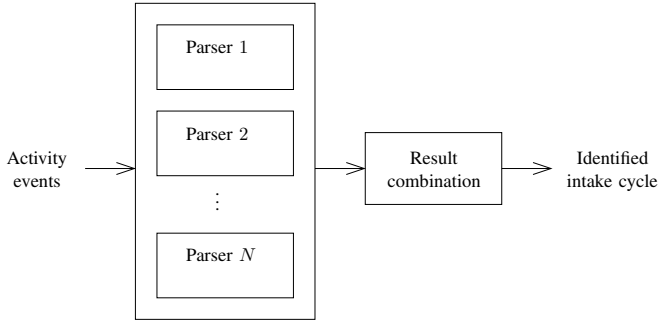 Parser 1
Parser 2
⋮
Parser N
Activity
events
Result
combination
Identified
intake cycle